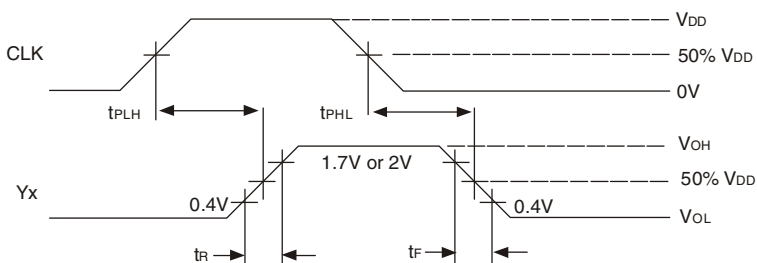 VDD
CLK
50% VDD
0V
tPLH
tPHL
VOH
1.7V or 2V
50% VDD
Yx
0.4V
0.4V
VOL
tR
tF